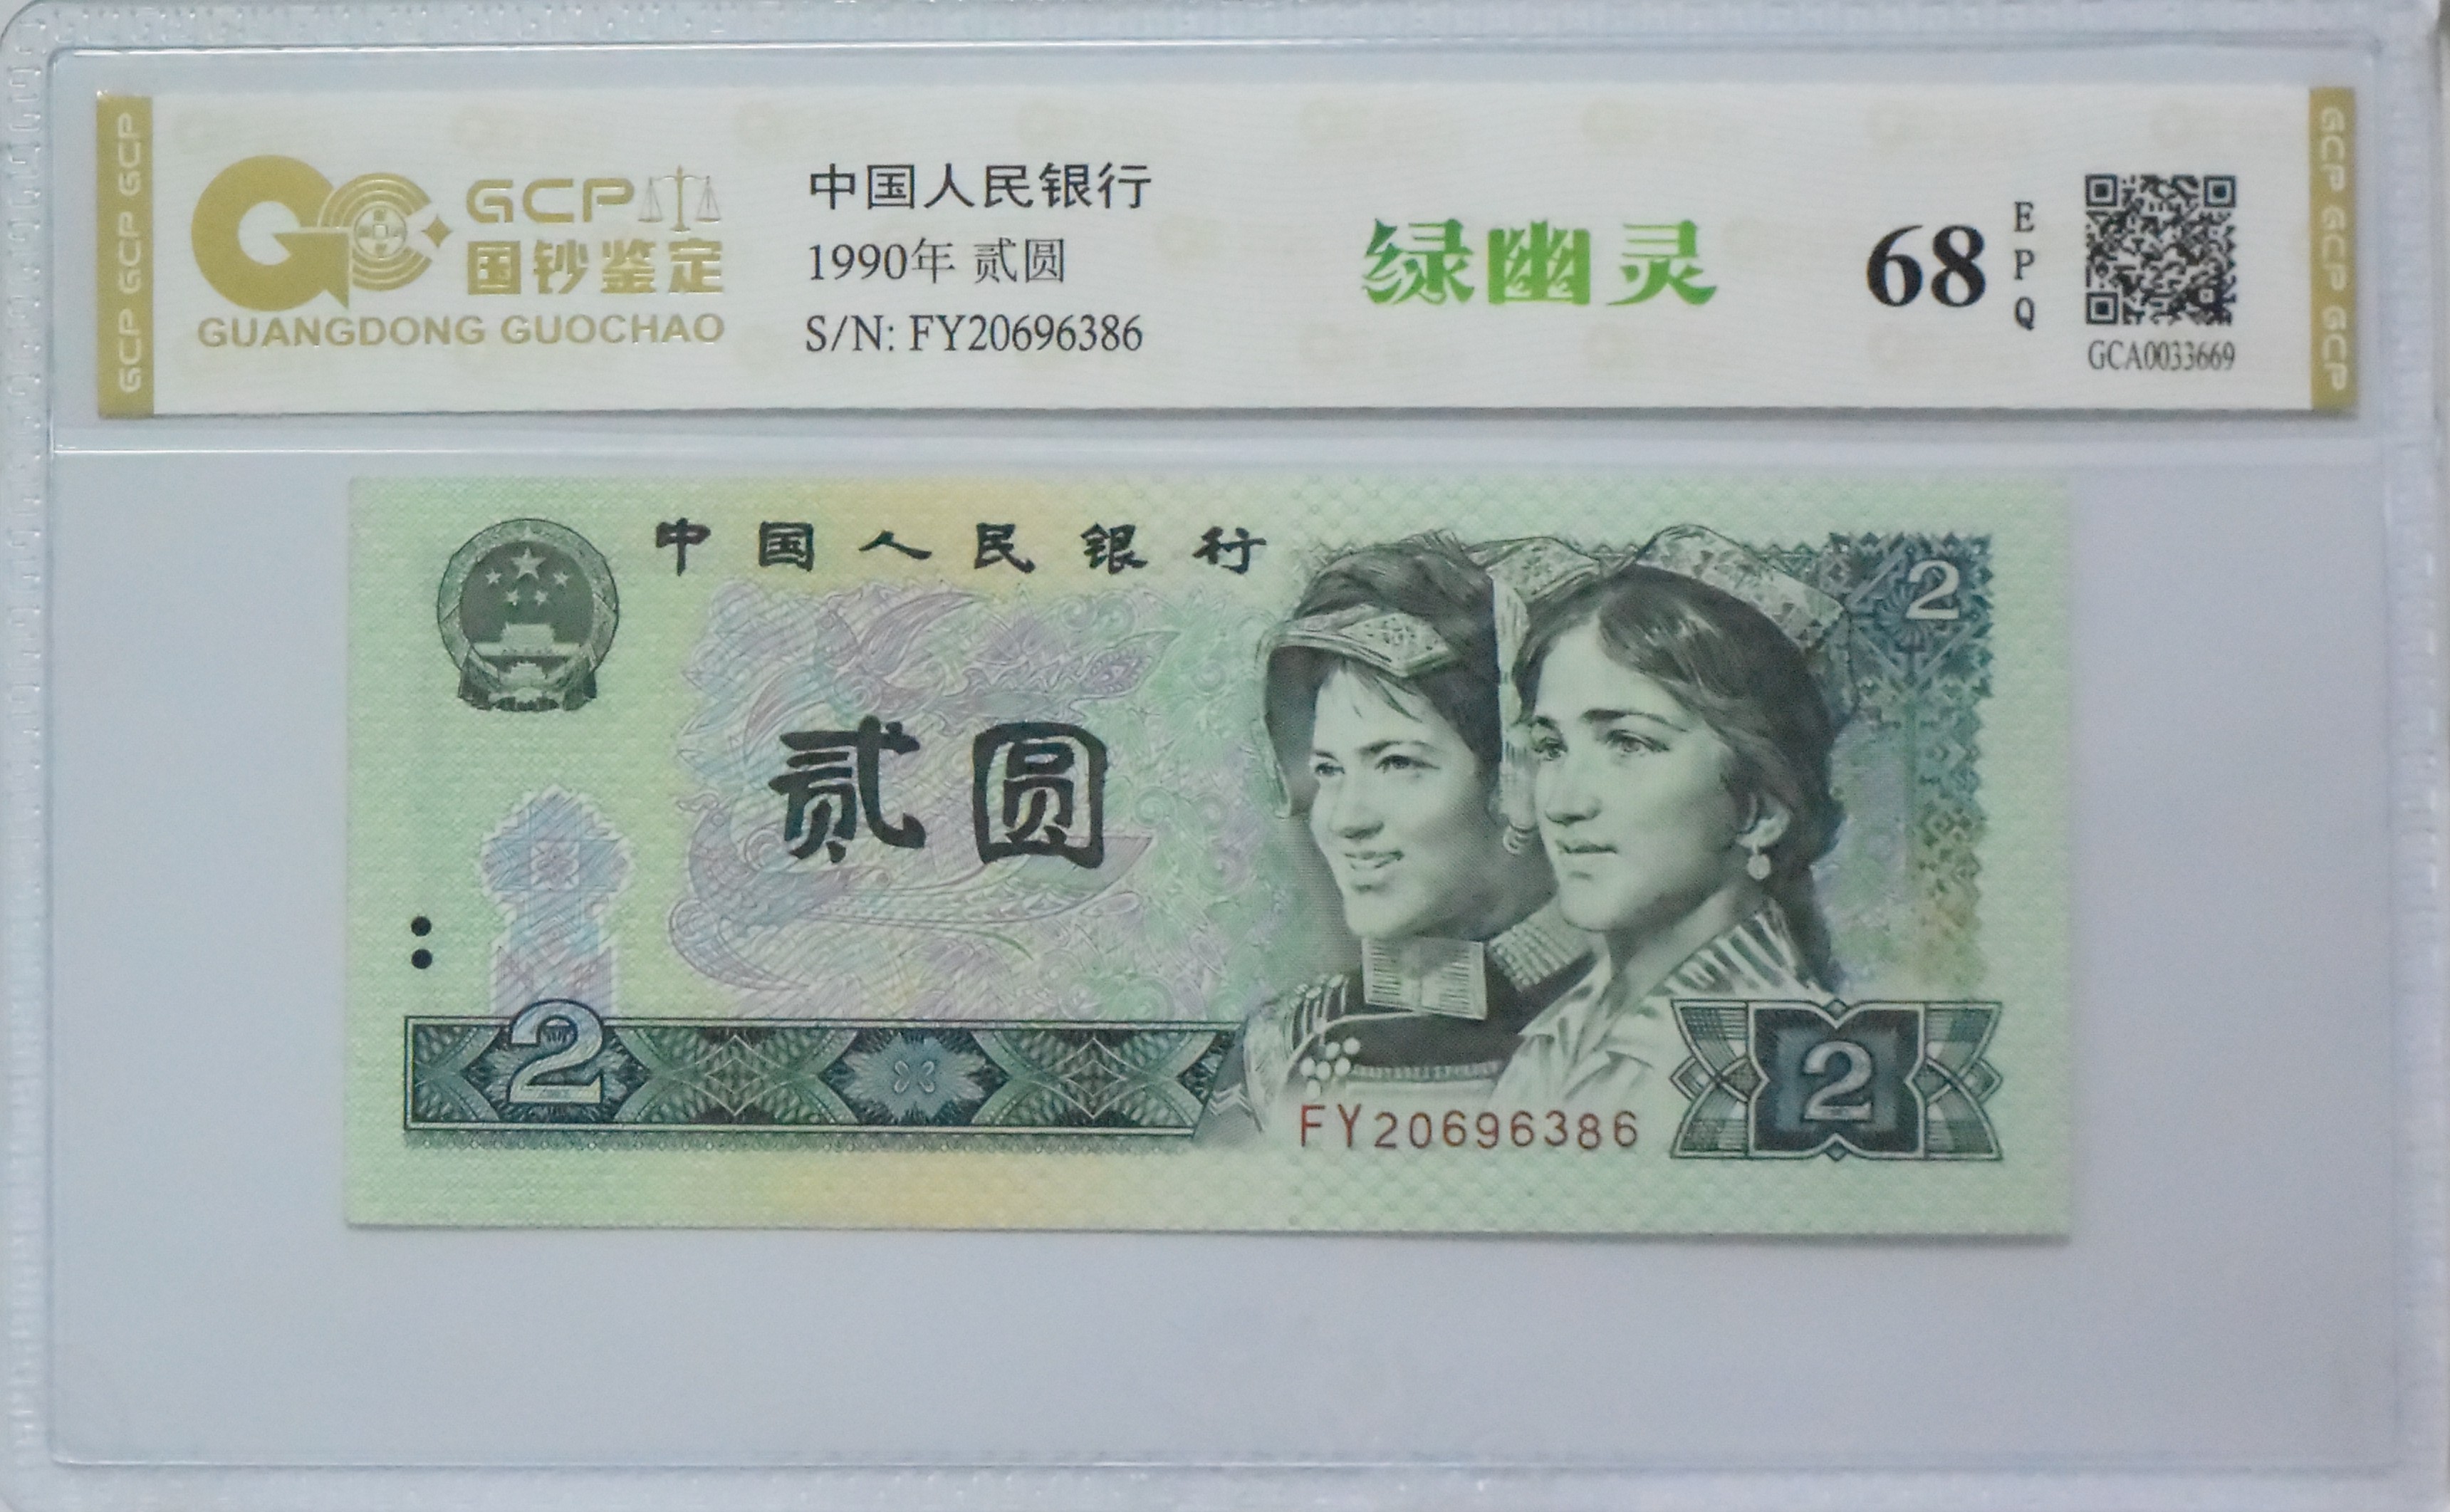 GCP GCP GCP
GCP
国钞鉴定
GUANGDONG GUOCHAO
中国人民银行
1990年 贰圆
S/N: FY20696386
绿幽灵
68
EPQ
GCA0033669
GCP GCP GCP
中国人民银行
2
贰圆
2
FY20696386
2